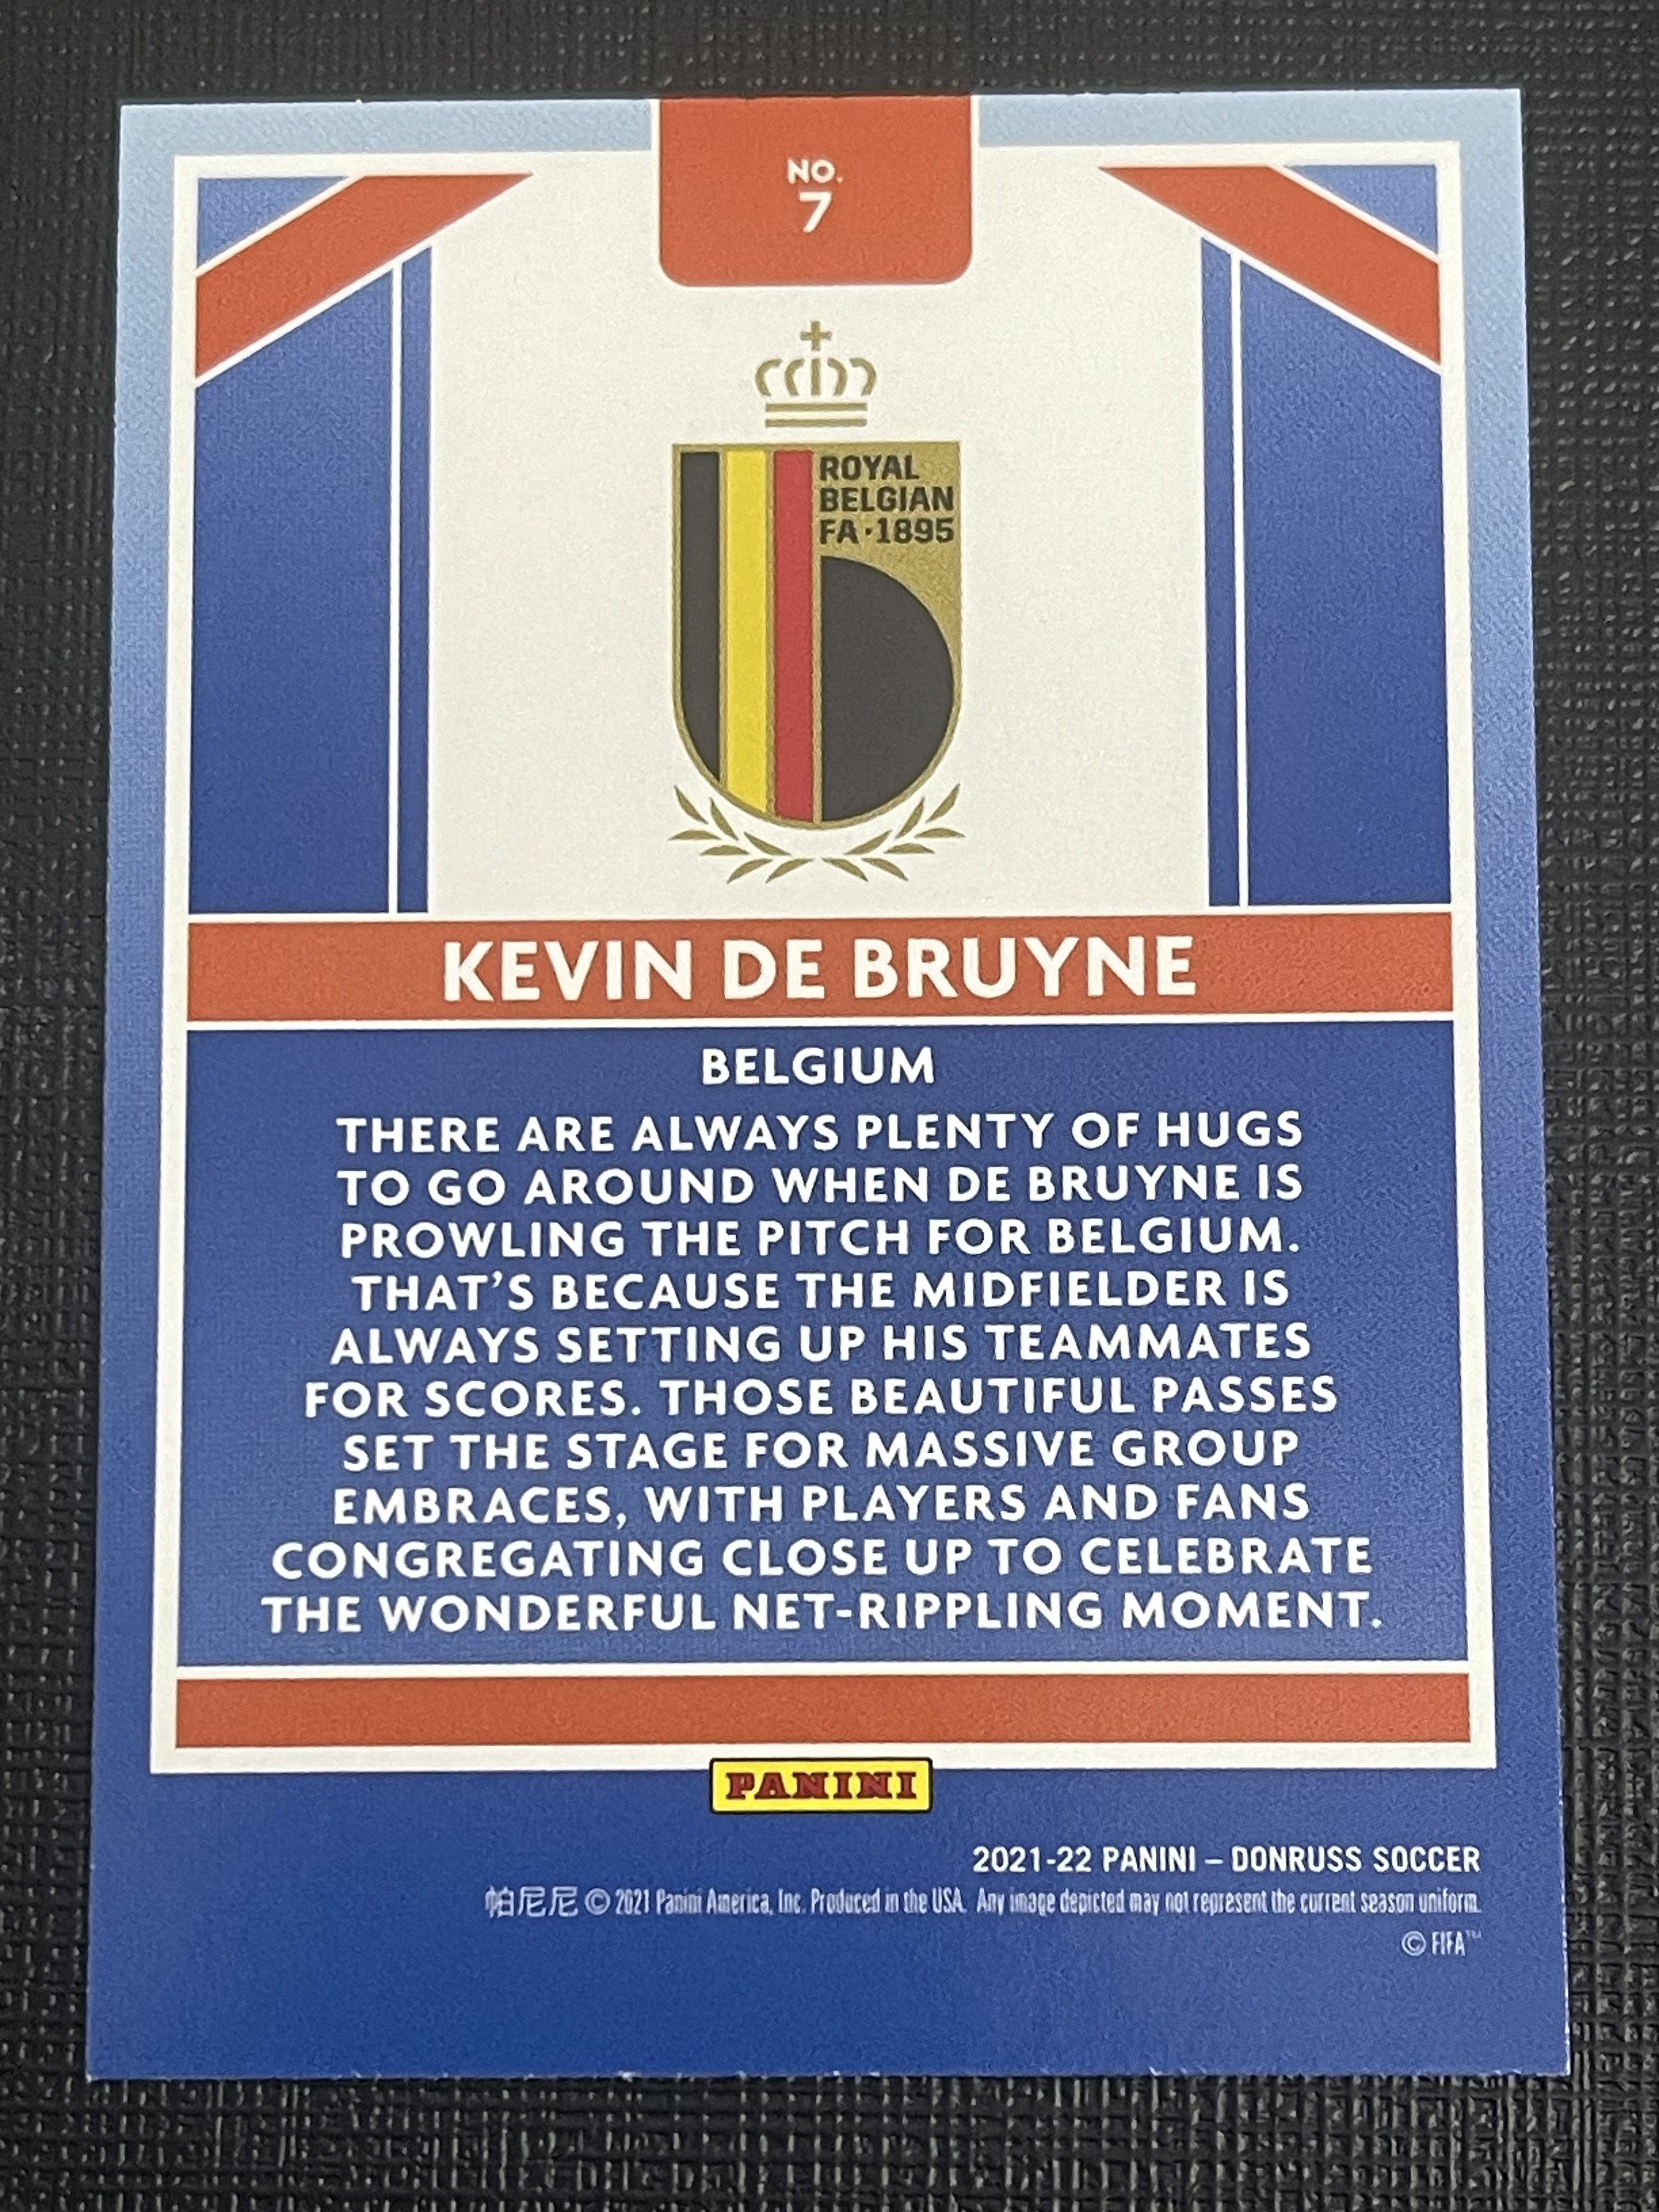 NO.
7
ROYAL
BELGIAN
FA·1895
KEVIN DE BRUYNE
BELGIUM
THERE ARE ALWAYS PLENTY OF HUGS
TO GO AROUND WHEN DE BRUYNE IS
PROWLING THE PITCH FOR BELGIUM.
THAT'S BECAUSE THE MIDFIELDER IS
ALWAYS SETTING UP HIS TEAMMATES
FOR SCORES. THOSE BEAUTIFUL PASSES
SET THE STAGE FOR MASSIVE GROUP
EMBRACES, WITH PLAYERS AND FANS
CONGREGATING CLOSE UP TO CELEBRATE
THE WONDERFUL NET-RIPPLING MOMENT.
PANINI
2021-22 PANINI – DONRUSS SOCCER
帕尼尼 © 2021 Panini America, Inc. Produced in the USA. Any image depicted may not represent the current season uniform.
© FIFA™